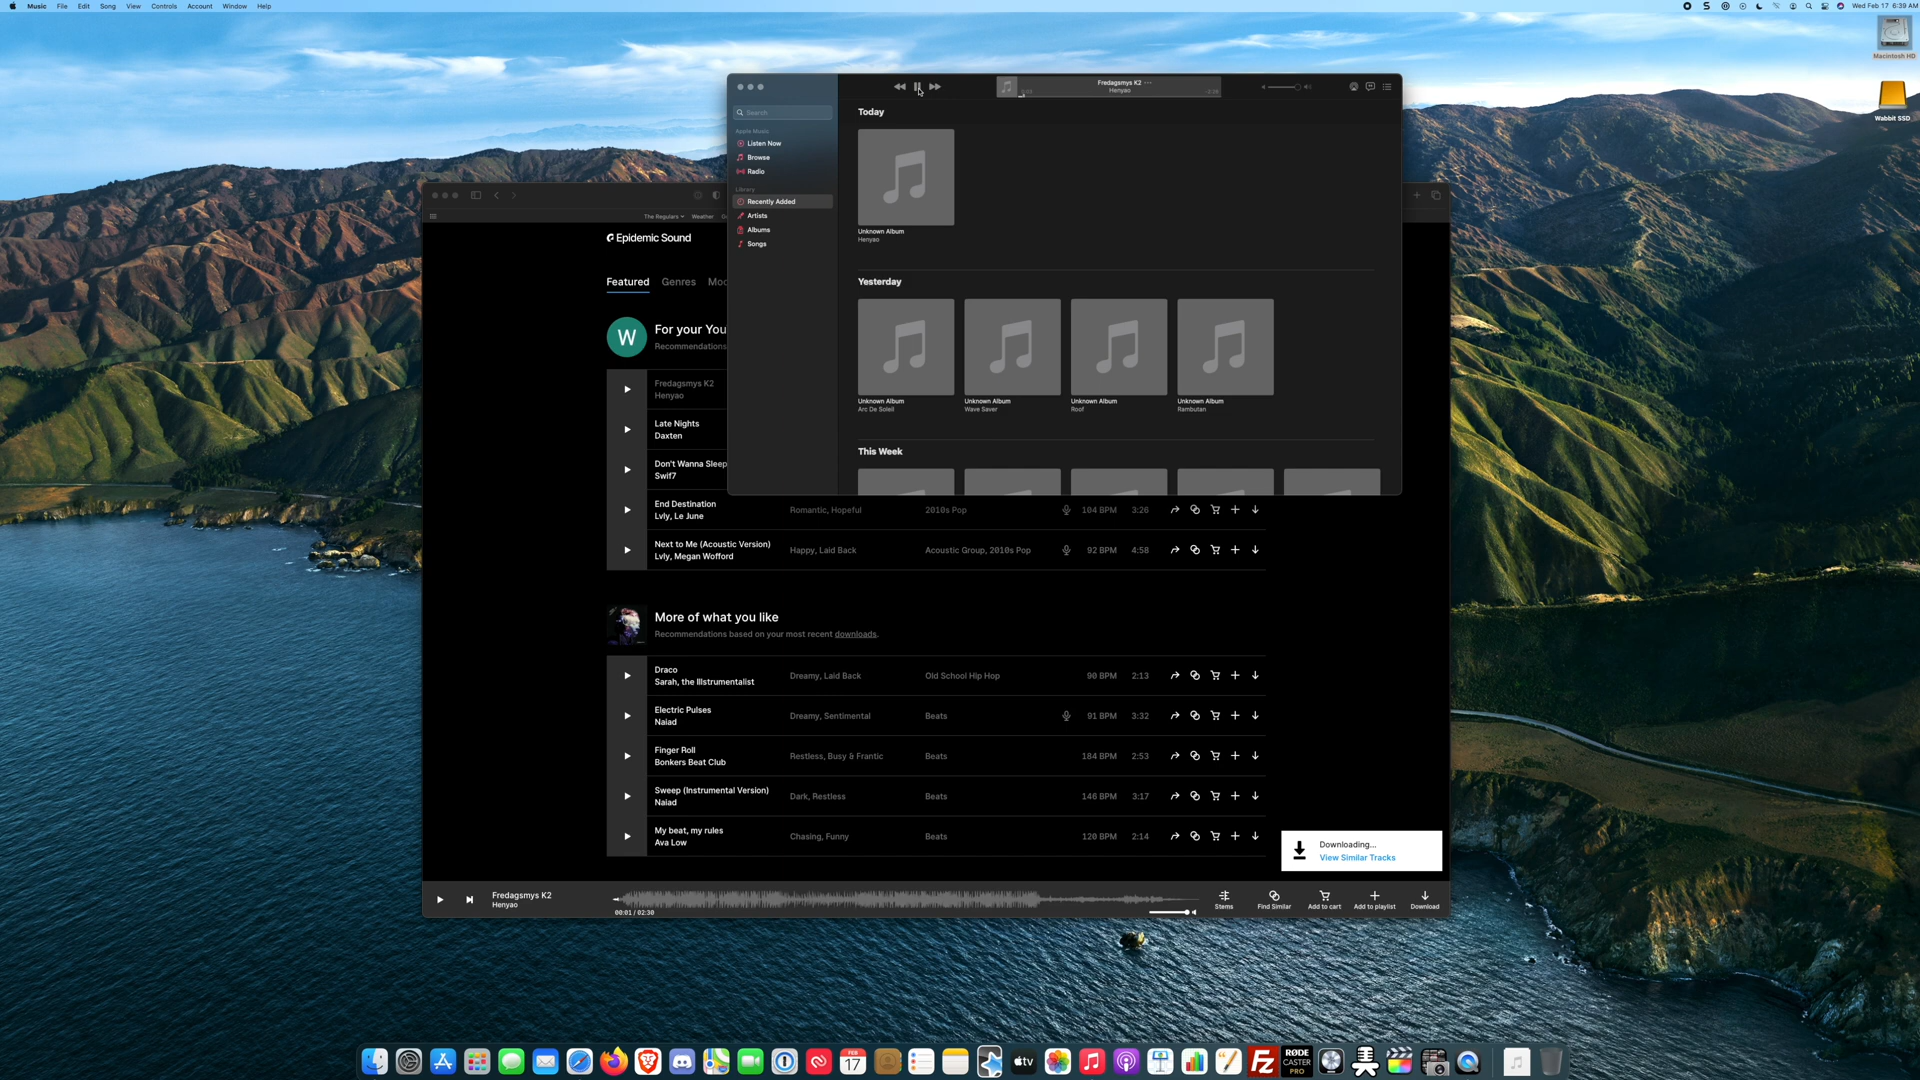 Music File Edit Song View Controls Account Window Help
Wed Feb 17 6:39 AM
Macintosh HD
Wabbit SSD
Fredagsmys K2
Henyao
0:03
-2:28
Search
Apple Music
Listen Now
Browse
Radio
Library
Recently Added
Artists
Albums
Songs
Today
Unknown Album
Henyao
Yesterday
Unknown Album
Arc De Soleil
Unknown Album
Wave Saver
Unknown Album
Roof
Unknown Album
Rambutan
This Week
The Regulars Weather
Epidemic Sound
Featured Genres
For your You
Recommendations
W
Fredagsmys K2
Henyao
Late Nights
Daxten
Don't Wanna Sleep
Swif7
End Destination
Lvly, Le June
Romantic, Hopeful 2010s Pop 104 BPM 3:26
Next to Me (Acoustic Version)
Lvly, Megan Wofford
Happy, Laid Back Acoustic Group, 2010s Pop 92 BPM 4:58
More of what you like
Recommendations based on your most recent downloads.
Draco
Sarah, the Illstrumentalist
Dreamy, Laid Back Old School Hip Hop 90 BPM 2:13
Electric Pulses
Naiad
Dreamy, Sentimental Beats 91 BPM 3:32
Finger Roll
Bonkers Beat Club
Restless, Busy & Frantic Beats 184 BPM 2:53
Sweep (Instrumental Version)
Naiad
Dark, Restless Beats 146 BPM 3:17
My beat, my rules
Ava Low
Chasing, Funny Beats 120 BPM 2:14
Downloading...
View Similar Tracks
Fredagsmys K2
Henyao
00:01 / 02:30
Stems Find Similar Add to cart Add to playlist Download
FEB
17
tv
FZ
RØDE
CASTER
PRO